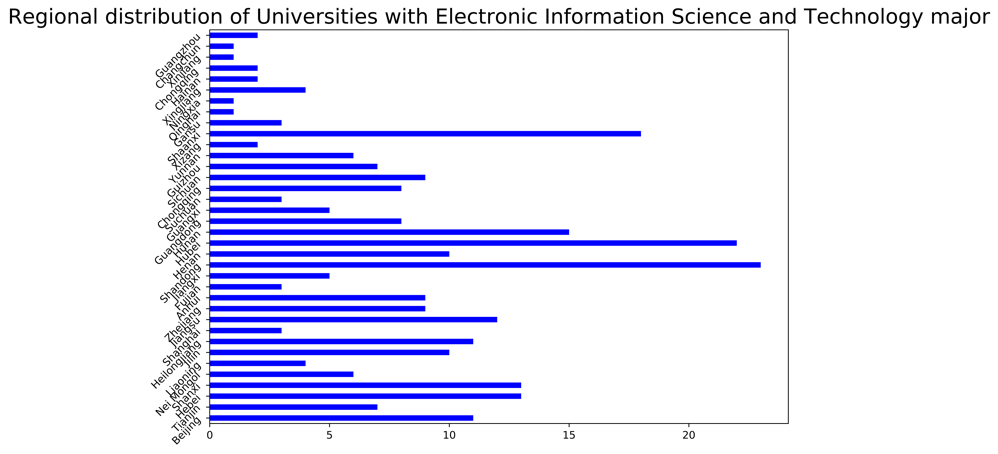 Regional distribution of Universities with Electronic Information Science and Technology major
Guangzhou
Changchun
Chongqing
Hainan
Xingjiang
Ningxia
Qinghai
Gansu
Shaanxi
Xizang
Yunnan
Guizhou
Sichuan
Chongqing
Suchuan
Guangxi
Guangdong
Hunan
Hubei
Henan
Shandong
Jiangxi
Fujian
Anhui
Zhejiang
Jiangsu
Shanghai
Heilongjiang
Jilin
Liaoning
Nei Mongol
Shanxi
Hebei
Tianjin
Beijing
0 5 10 15 20